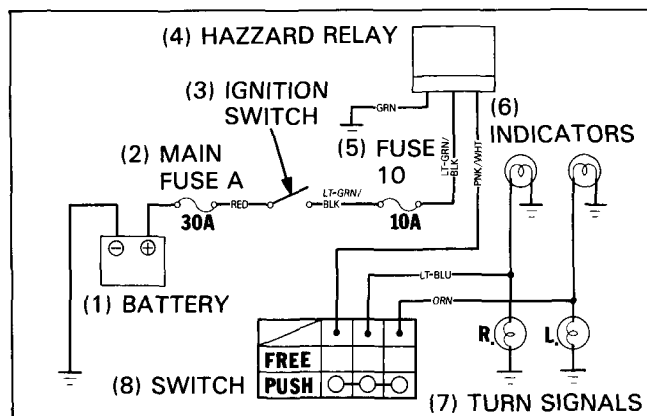 (4) HAZZARD RELAY
(3) IGNITION
SWITCH
GRN
(6)
INDICATORS
(2) MAIN
FUSE A
(5) FUSE
10
LT-GRN/
BLK
PNK/WHT
LT-GRN/
BLK
RED
30A
10A
− +
(1) BATTERY
LT-BLU
ORN
R. L.
FREE
PUSH
(8) SWITCH
(7) TURN SIGNALS